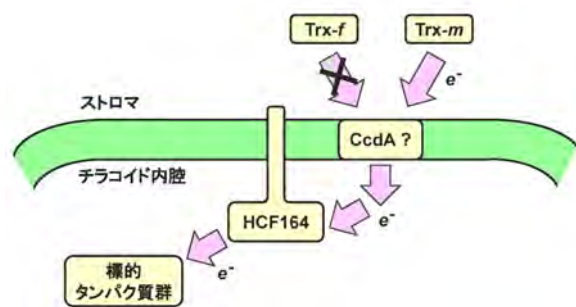 Trx-f
Trx-m
e-
ストロマ
CcdA ?
チラコイド内腔
HCF164
e-
e-
標的
タンパク質群